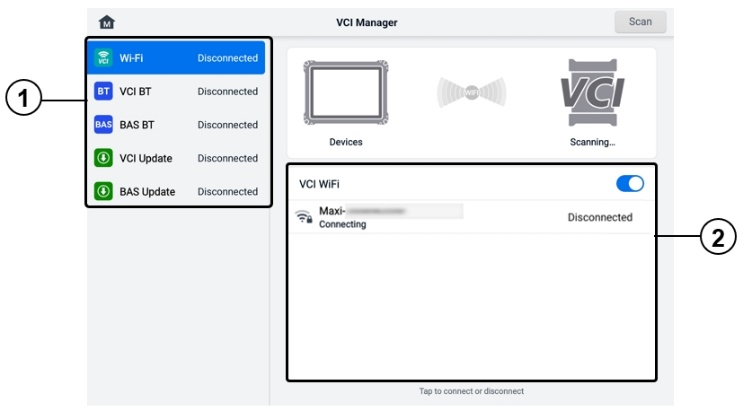 M
VCI Manager
Scan
VCI
Wi-Fi
Disconnected
BT
VCI BT
Disconnected
BAS
BAS BT
Disconnected
VCI Update
Disconnected
BAS Update
Disconnected
1
WiFi
VCI
Devices
Scanning...
VCI WiFi
Maxi-
Connecting
Disconnected
2
Tap to connect or disconnect